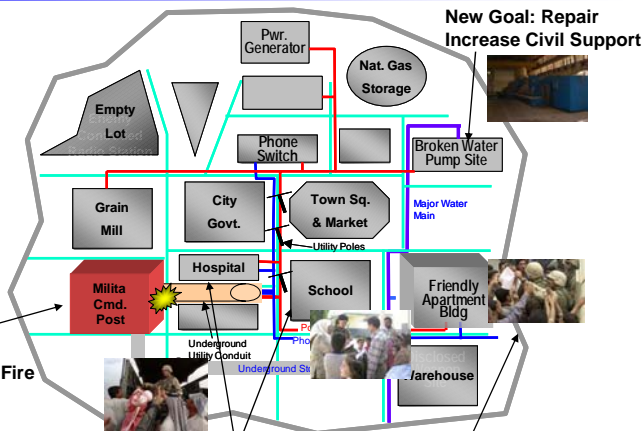 New Goal: Repair
Increase Civil Support
Pwr.
Generator
Nat. Gas
Storage
Empty
Lot
Phone
Switch
Broken Water
Pump Site
Grain
Mill
City
Govt.
Town Sq.
& Market
Major Water
Main
Utility Poles
Hospital
Milita
Cmd.
Post
School
Friendly
Apartment
Bldg
Underground
Utility Conduit
Fire
Underground
Warehouse